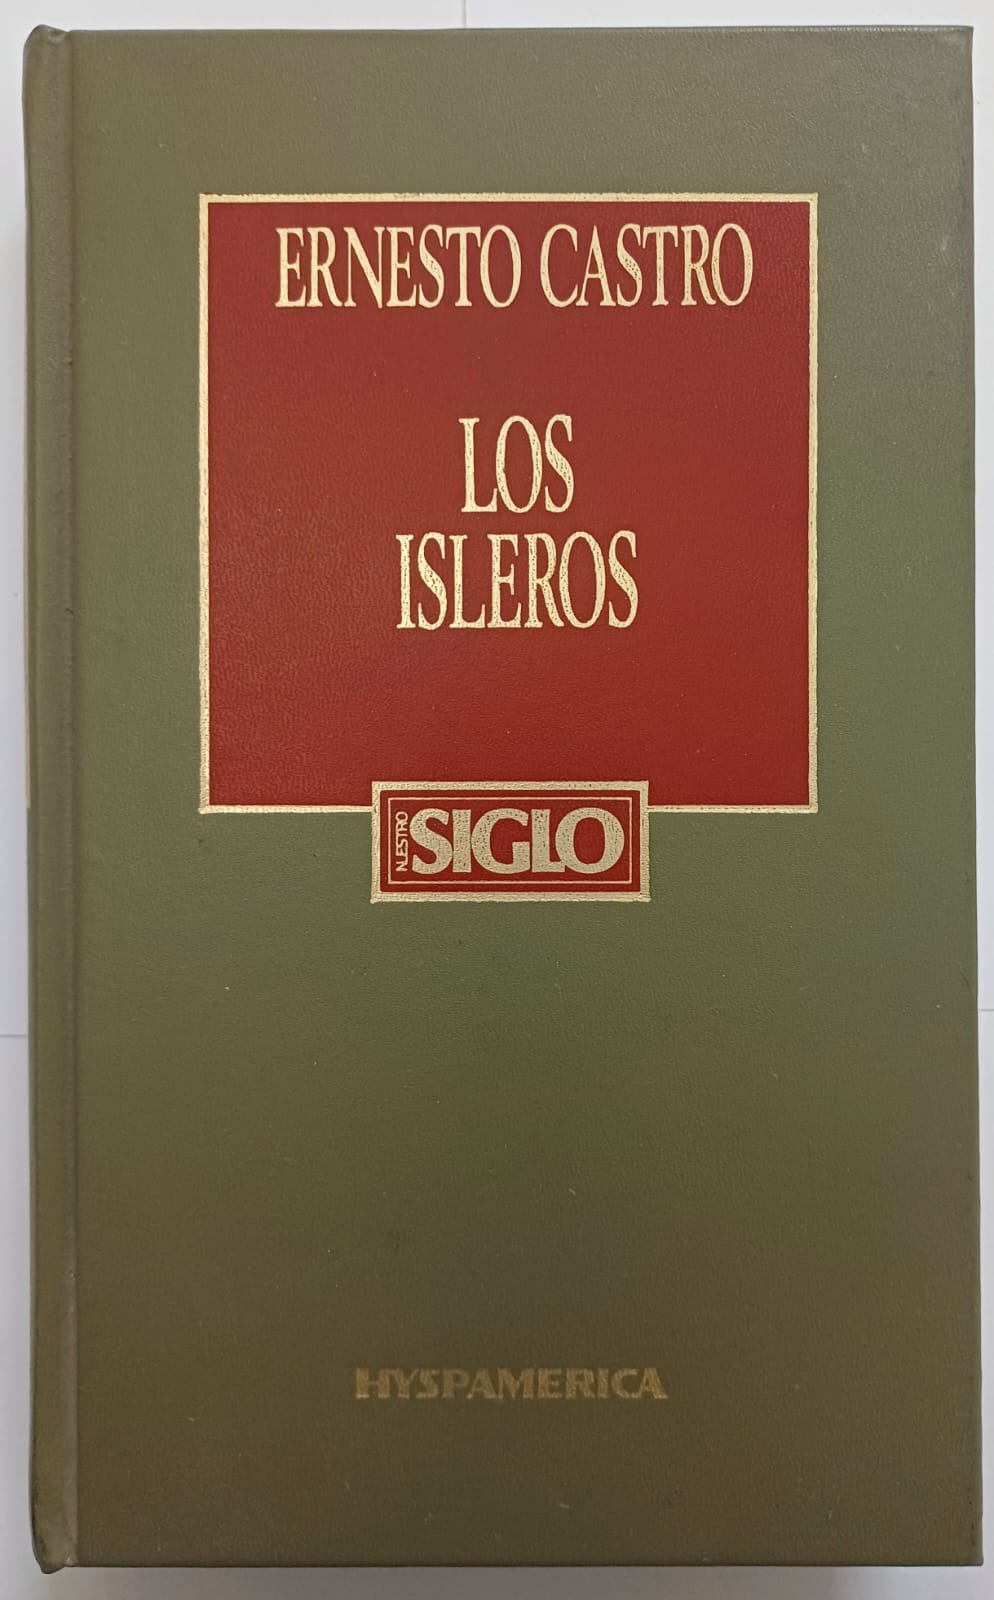 ERNESTO CASTRO
LOS
ISLEROS
NUESTRO
SIGLO
HYSPAMERICA